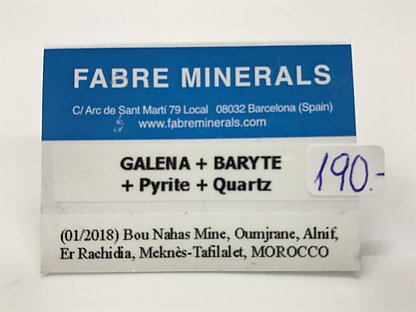 FABRE MINERALS
C/ Arc de Sant Martí 79 Local 08032 Barcelona (Spain)
www.fabreminerals.com
GALENA + BARYTE
+ Pyrite + Quartz
190.-
(01/2018) Bou Nahas Mine, Oumjrane, Alnif,
Er Rachidia, Meknès-Tafilalet, MOROCCO